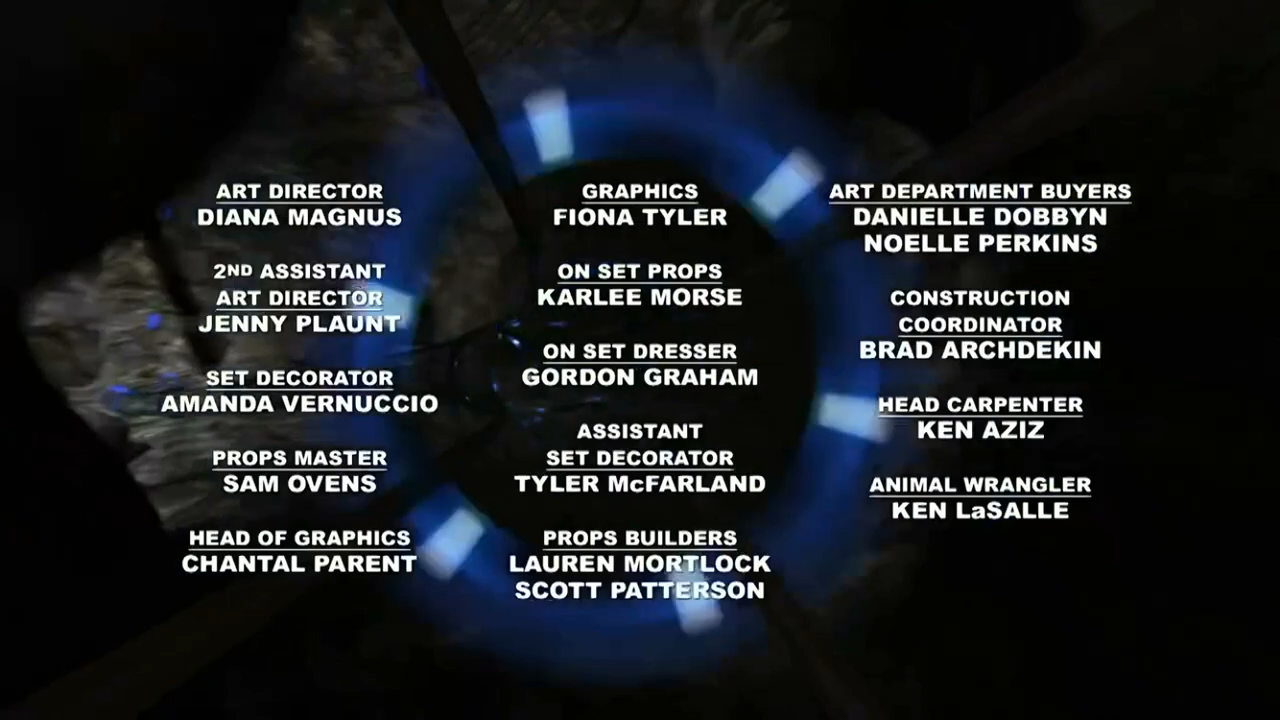 ART DIRECTOR
DIANA MAGNUS
2ND ASSISTANT
ART DIRECTOR
JENNY PLAUNT
SET DECORATOR
AMANDA VERNUCCIO
PROPS MASTER
SAM OVENS
HEAD OF GRAPHICS
CHANTAL PARENT
GRAPHICS
FIONA TYLER
ON SET PROPS
KARLEE MORSE
ON SET DRESSER
GORDON GRAHAM
ASSISTANT
SET DECORATOR
TYLER McFARLAND
PROPS BUILDERS
LAUREN MORTLOCK
SCOTT PATTERSON
ART DEPARTMENT BUYERS
DANIELLE DOBBYN
NOELLE PERKINS
CONSTRUCTION
COORDINATOR
BRAD ARCHDEKIN
HEAD CARPENTER
KEN AZIZ
ANIMAL WRANGLER
KEN LaSALLE